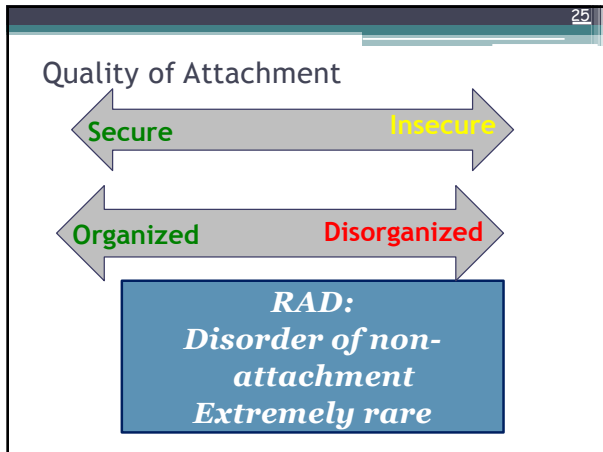 25
Quality of Attachment
Secure Insecure
Organized Disorganized
RAD:
Disorder of non-
attachment
Extremely rare